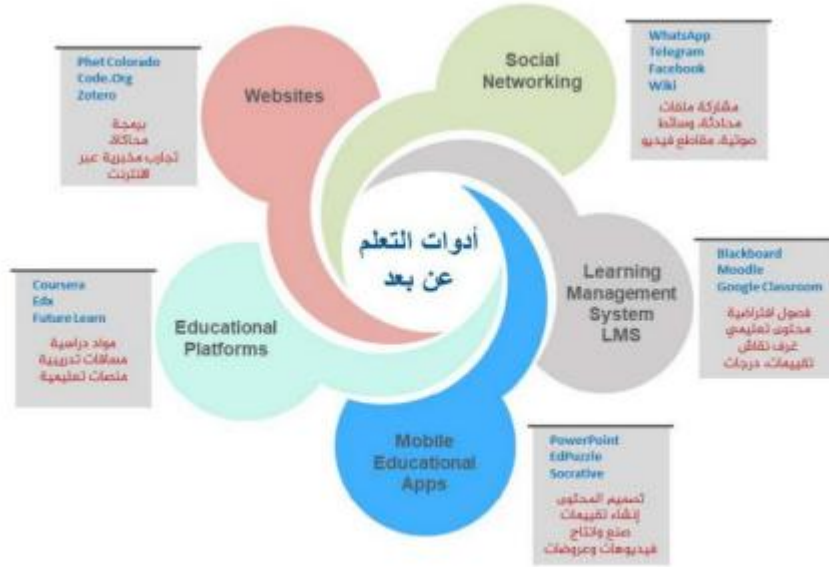 أدوات التعلم
عن بعد
Social
Networking
WhatsApp
Telegram
Facebook
Wiki
مشاركة ملفات
محادثة، وسائط
صوتية، مقاطع فيديو
Learning
Management
System
LMS
Blackboard
Moodle
Google Classroom
فصول افتراضية
محتوى تعليمي
غرف نقاش
تقييمات، درجات
Mobile
Educational
Apps
PowerPoint
EdPuzzle
Socrative
تصميم المحتوى
إنشاء تقييمات
صنع وانتاج
فيديوهات وعروضات
Educational
Platforms
Coursera
Edx
Future Learn
مواد دراسية
مساقات تدريبية
منصات تعليمية
Websites
Phet Colorado
Code.Org
Zotero
برمجة
محاكاة،
تجارب مخبرية عبر
الانترنت